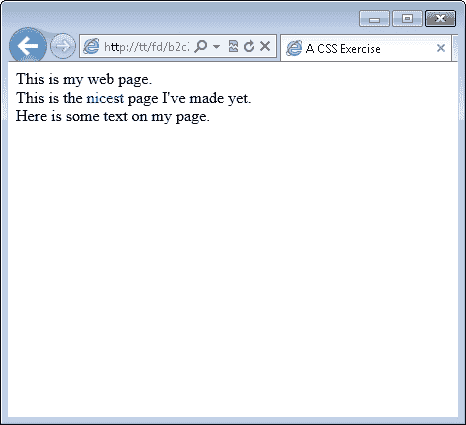 http://tt/fd/b2c
A CSS Exercise
This is my web page.
This is the nicest page I've made yet.
Here is some text on my page.